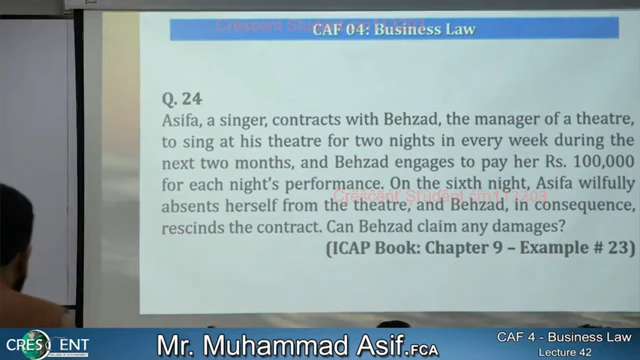 CAF 04: Business Law
Q. 24
Asifa, a singer, contracts with Behzad, the manager of a theatre,
to sing at his theatre for two nights in every week during the
next two months, and Behzad engages to pay her Rs. 100,000
for each night's performance. On the sixth night, Asifa wilfully
absents herself from the theatre, and Behzad, in consequence,
rescinds the contract. Can Behzad claim any damages?
(ICAP Book: Chapter 9 – Example # 23)
CRESCENT
Mr. Muhammad Asif.FCA
CAF 4 - Business Law
Lecture 42